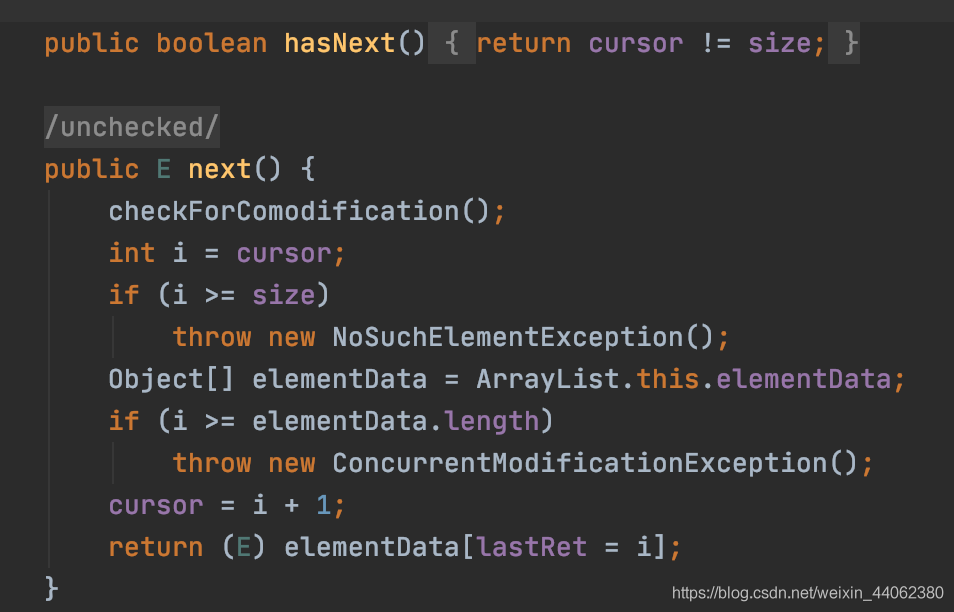 public boolean hasNext() { return cursor != size; }
/unchecked/
public E next() {
    checkForComodification();
    int i = cursor;
    if (i >= size)
        throw new NoSuchElementException();
    Object[] elementData = ArrayList.this.elementData;
    if (i >= elementData.length)
        throw new ConcurrentModificationException();
    cursor = i + 1;
    return (E) elementData[lastRet = i];
}
https://blog.csdn.net/weixin_44062380